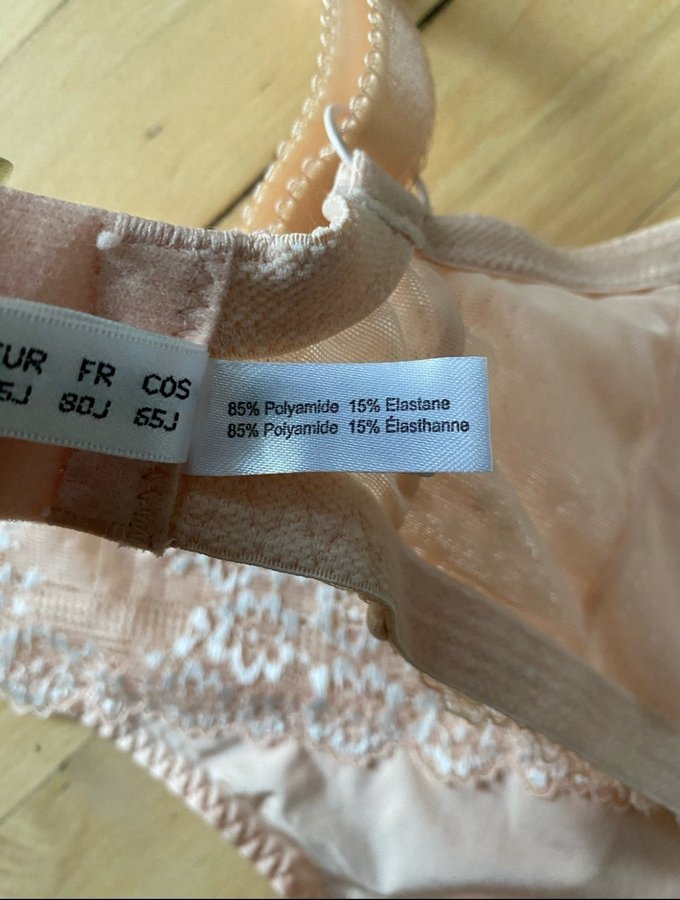 FR COS
80J 65J
85% Polyamide 15% Elastane
85% Polyamide 15% Élasthanne